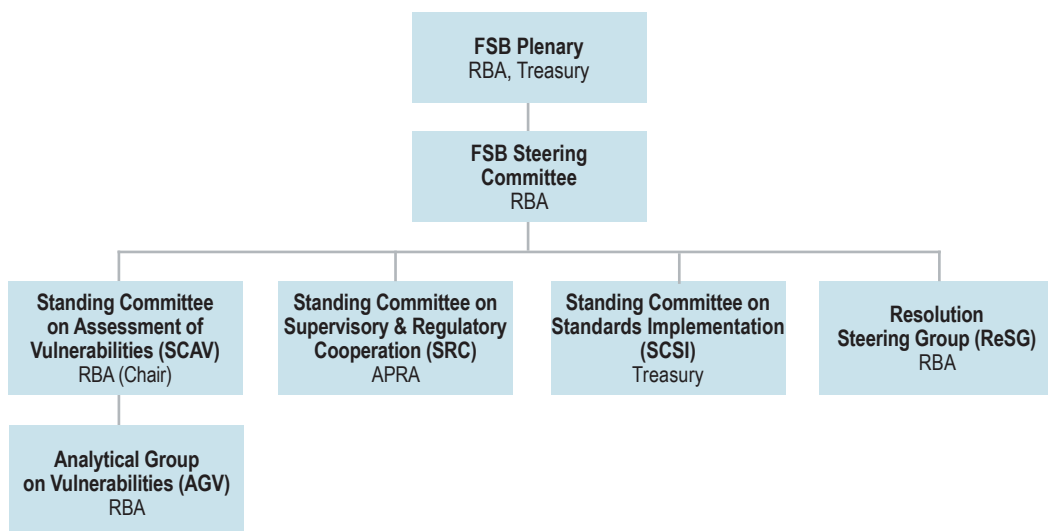 FSB Plenary
RBA, Treasury
FSB Steering
Committee
RBA
Standing Committee
on Assessment of
Vulnerabilities (SCAV)
RBA (Chair)
Standing Committee on
Supervisory & Regulatory
Cooperation (SRC)
APRA
Standing Committee on
Standards Implementation
(SCSI)
Treasury
Resolution
Steering Group (ReSG)
RBA
Analytical Group
on Vulnerabilities (AGV)
RBA